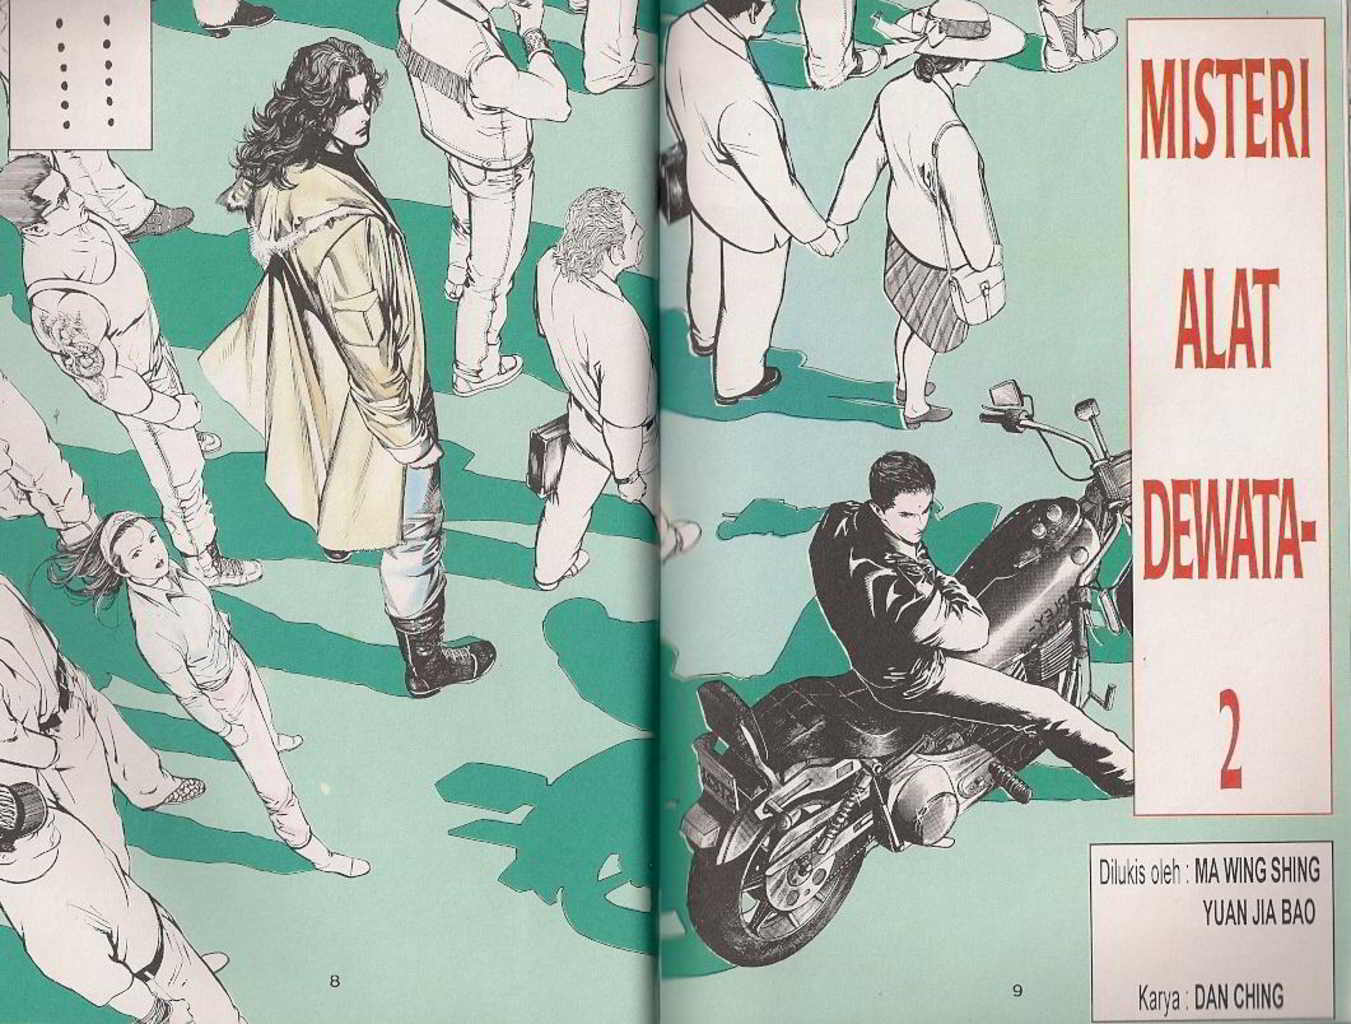 MISTERI
ALAT
DEWATA-
2
Dilukis oleh : MA WING SHING
YUAN JIA BAO
Karya : DAN CHING
8
9